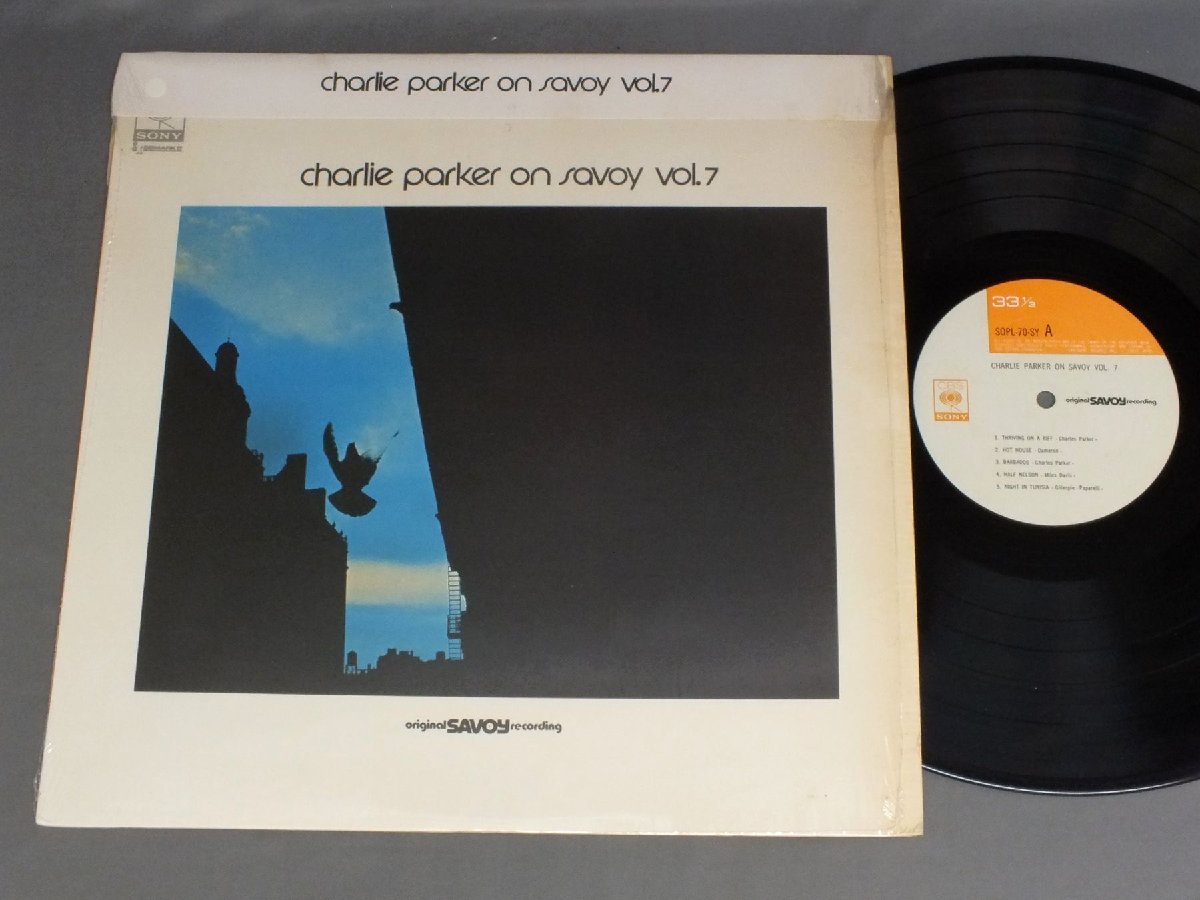 charlie parker on savoy vol.7
SONY
charlie parker on savoy vol.7
original SAVOY recording
33 1/3
SOPL-70-SY A
CHARLIE PARKER ON SAVOY VOL. 7
CBS
SONY
original SAVOY recording
1. THRIVING ON A RIFF - Charles Parker -
2. HOT HOUSE - Dameron -
3. BARBADOS - Charles Parker -
4. HALF NELSON - Miles Davis -
5. NIGHT IN TUNISIA - Gillespie - Paparelli -